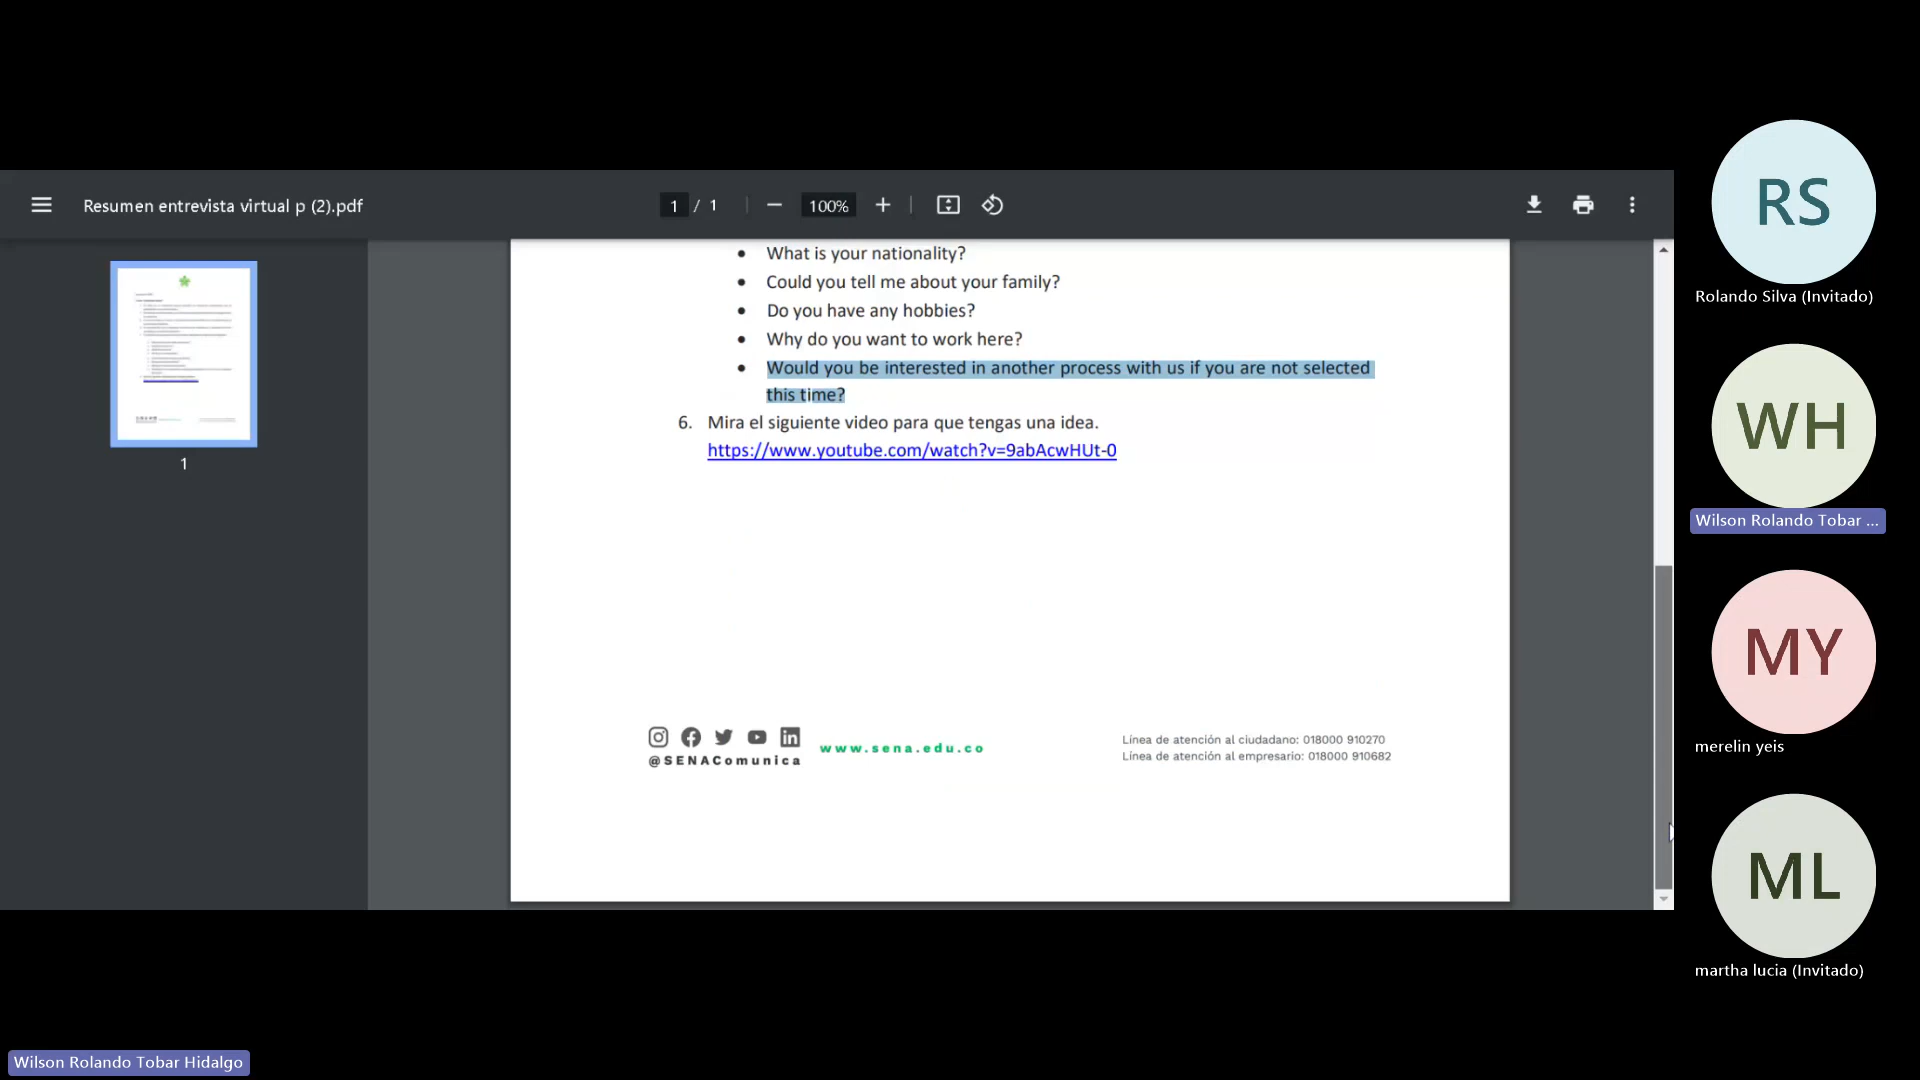 Resumen entrevista virtual p (2).pdf
1 / 1
100%
What is your nationality?
Could you tell me about your family?
Do you have any hobbies?
Why do you want to work here?
Would you be interested in another process with us if you are not selected
this time?
6. Mira el siguiente video para que tengas una idea.
https://www.youtube.com/watch?v=9abAcwHUt-0
1
@SENAComunica
www.sena.edu.co
Línea de atención al ciudadano: 018000 910270
Línea de atención al empresario: 018000 910682
RS
Rolando Silva (Invitado)
WH
Wilson Rolando Tobar ...
MY
merelin yeis
ML
martha lucia (Invitado)
Wilson Rolando Tobar Hidalgo